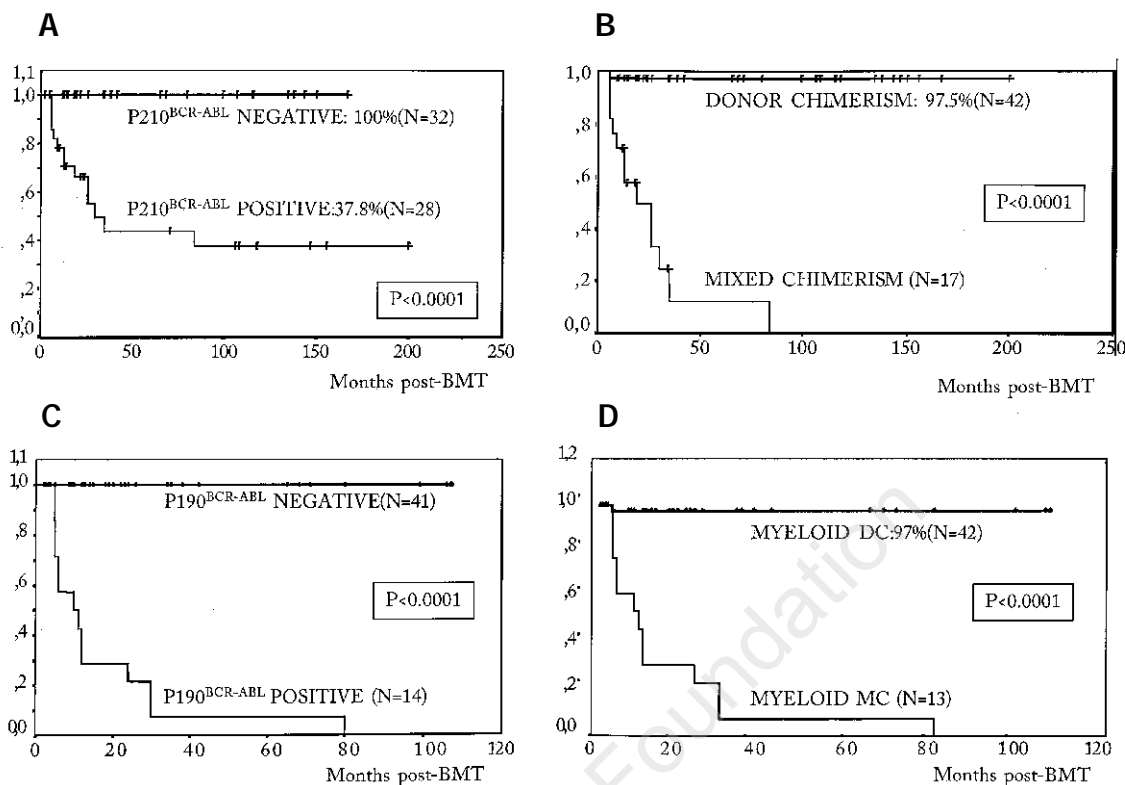 A
1,1
1,0
,8
,6
,4
,2
0,0
P210BCR-ABL NEGATIVE: 100%(N=32)
P210BCR-ABL POSITIVE:37.8%(N=28)
P<0.0001
0 50 100 150 200 250
Months post-BMT
B
1,0
,8
,6
,4
,2
0,0
DONOR CHIMERISM: 97.5%(N=42)
P<0.0001
MIXED CHIMERISM (N=17)
0 50 100 150 200 250
Months post-BMT
C
1,1
1,0
,8
,6
,4
,2
0,0
P190BCR-ABL NEGATIVE(N=41)
P<0.0001
P190BCR-ABL POSITIVE (N=14)
0 20 40 60 80 100 120
Months post-BMT
D
1,2
1,0
,8
,6
,4
,2
0,0
MYELOID DC:97%(N=42)
P<0.0001
MYELOID MC (N=13)
0 20 40 60 80 100 120
Months post-BMT
Foundation